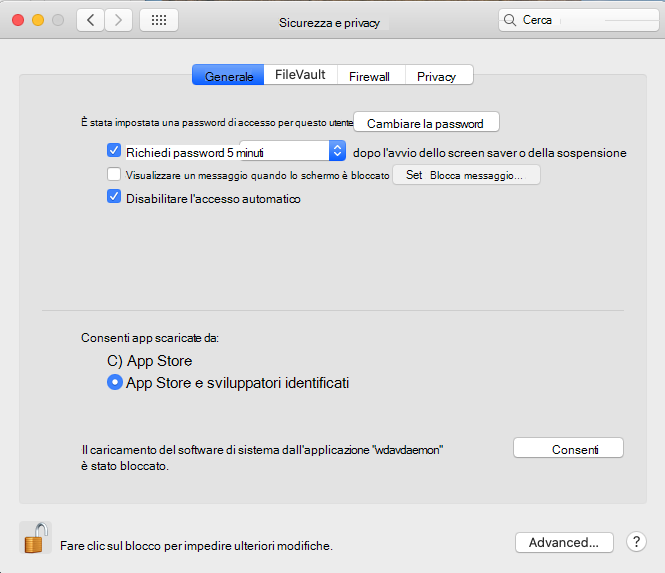 Sicurezza e privacy
Cerca
Generale FileVault Firewall Privacy
È stata impostata una password di accesso per questo utente Cambiare la password
Richiedi password 5 minuti dopo l'avvio dello screen saver o della sospensione
Visualizzare un messaggio quando lo schermo è bloccato Set Blocca messaggio...
Disabilitare l'accesso automatico
Consenti app scaricate da:
C) App Store
App Store e sviluppatori identificati
Il caricamento del software di sistema dall'applicazione "wdavdaemon"
è stato bloccato.
Consenti
Fare clic sul blocco per impedire ulteriori modifiche.
Advanced...
?